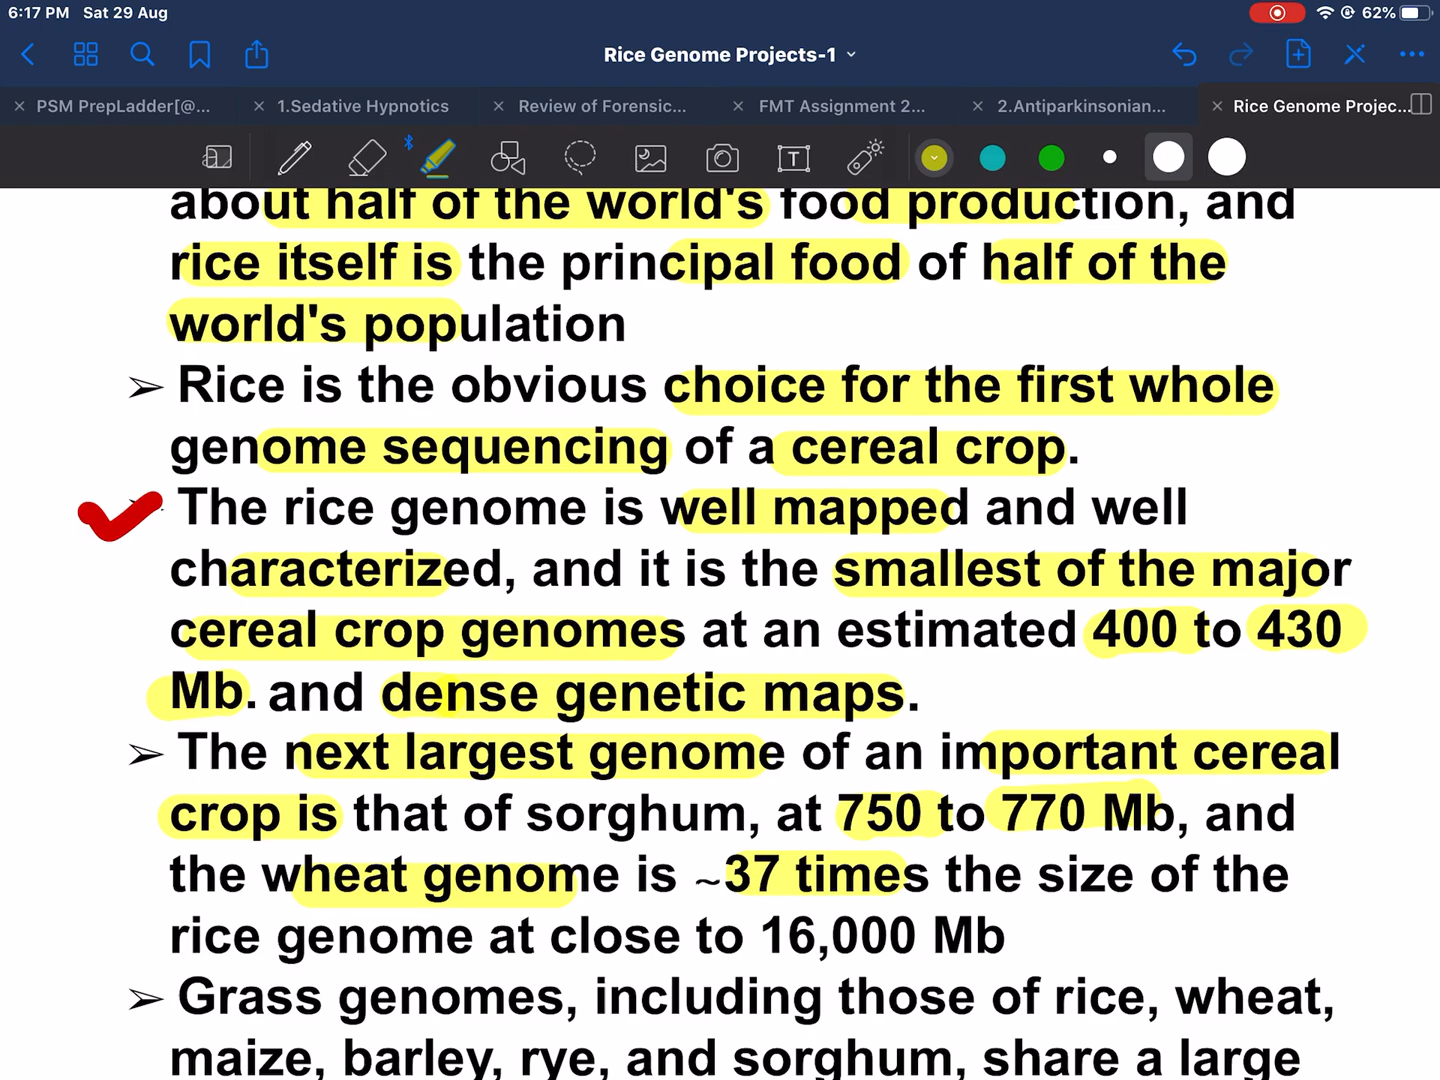 6:17 PM Sat 29 Aug 62%
Rice Genome Projects-1
PSM PrepLadder[@... 1.Sedative Hypnotics Review of Forensic... FMT Assignment 2... 2.Antiparkinsonian... Rice Genome Projec...
about half of the world's food production, and
rice itself is the principal food of half of the
world's population
➢ Rice is the obvious choice for the first whole
genome sequencing of a cereal crop.
The rice genome is well mapped and well
characterized, and it is the smallest of the major
cereal crop genomes at an estimated 400 to 430
Mb. and dense genetic maps.
➢ The next largest genome of an important cereal
crop is that of sorghum, at 750 to 770 Mb, and
the wheat genome is ~37 times the size of the
rice genome at close to 16,000 Mb
➢ Grass genomes, including those of rice, wheat,
maize, barley, rye, and sorghum, share a large